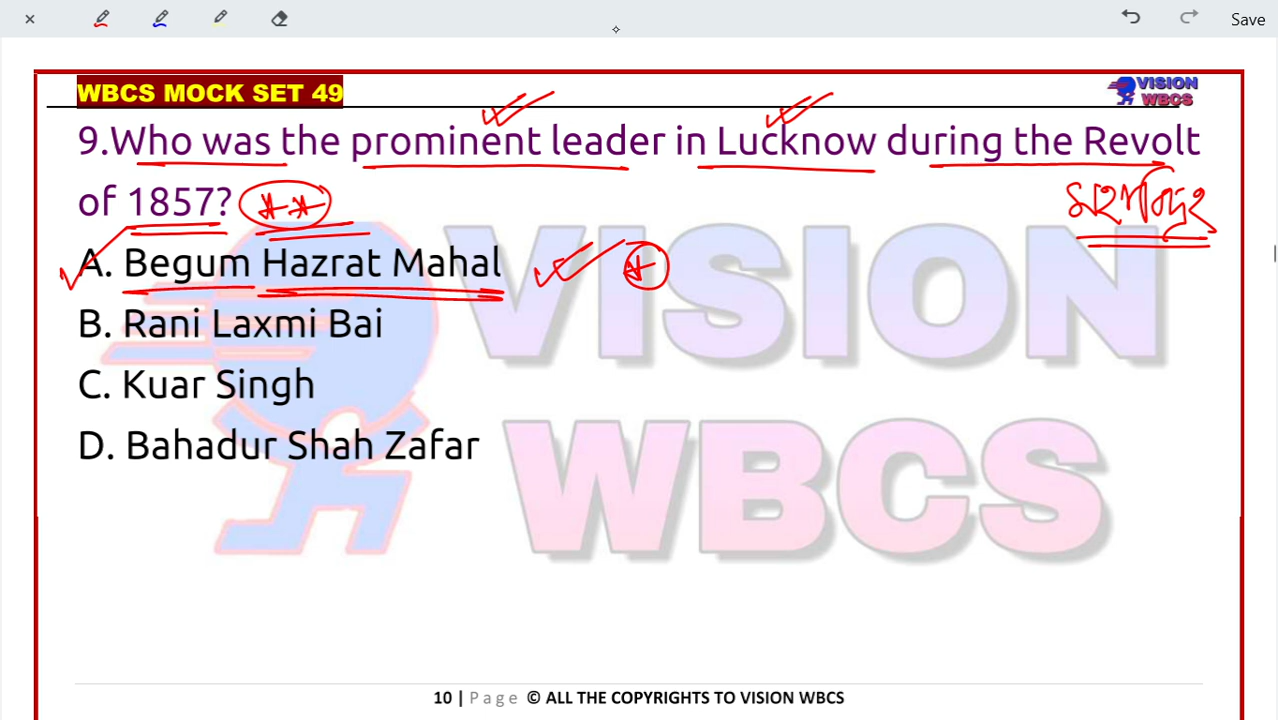 Save
WBCS MOCK SET 49
VISION
WBCS
9.Who was the prominent leader in Lucknow during the Revolt
of 1857?
A. Begum Hazrat Mahal
B. Rani Laxmi Bai
C. Kuar Singh
D. Bahadur Shah Zafar
VISION
WBCS
10 | Page © ALL THE COPYRIGHTS TO VISION WBCS